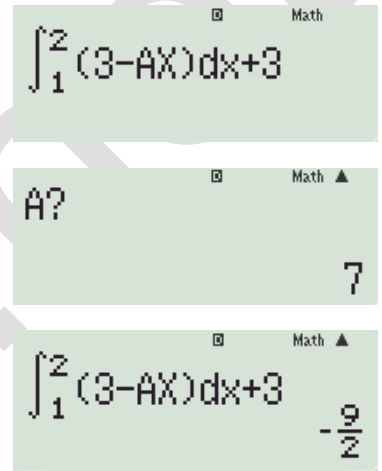 D Math
∫₁²(3-AX)dx+3
D Math ▲
A?
7
D Math ▲
∫₁²(3-AX)dx+3
-9/2